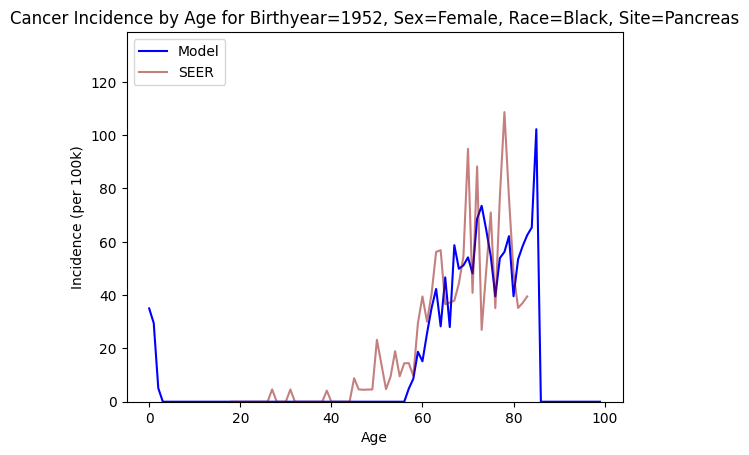 Cancer Incidence by Age for Birthyear=1952, Sex=Female, Race=Black, Site=Pancreas
Model
SEER
120
100
80
60
40
20
0
Incidence (per 100k)
0 20 40 60 80 100
Age